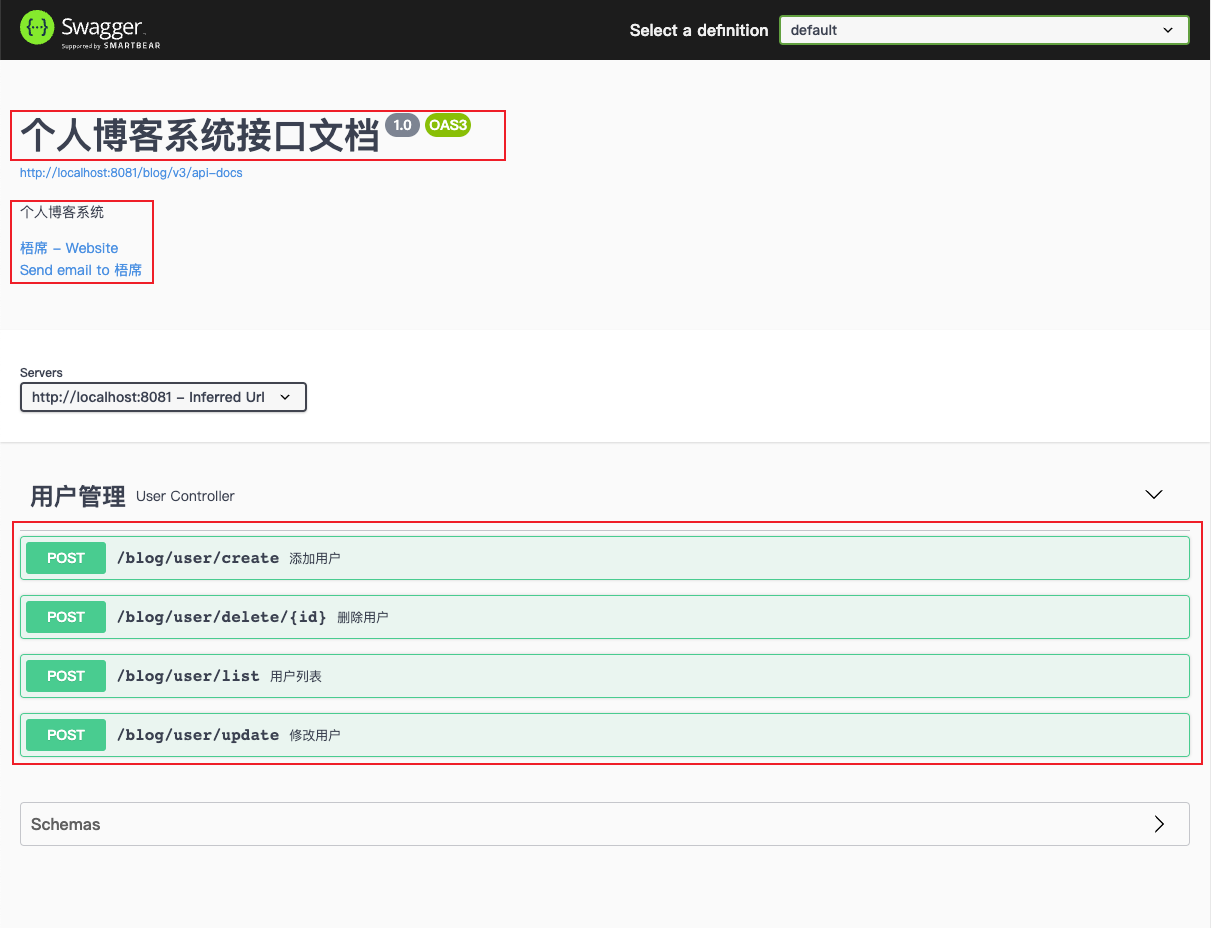 {...} Swagger
Supported by SMARTBEAR
Select a definition
default
个人博客系统接口文档 1.0 OAS3
http://localhost:8081/blog/v3/api-docs
个人博客系统
梧席 - Website
Send email to 梧席
Servers
http://localhost:8081 - Inferred Url
用户管理 User Controller
POST /blog/user/create 添加用户
POST /blog/user/delete/{id} 删除用户
POST /blog/user/list 用户列表
POST /blog/user/update 修改用户
Schemas